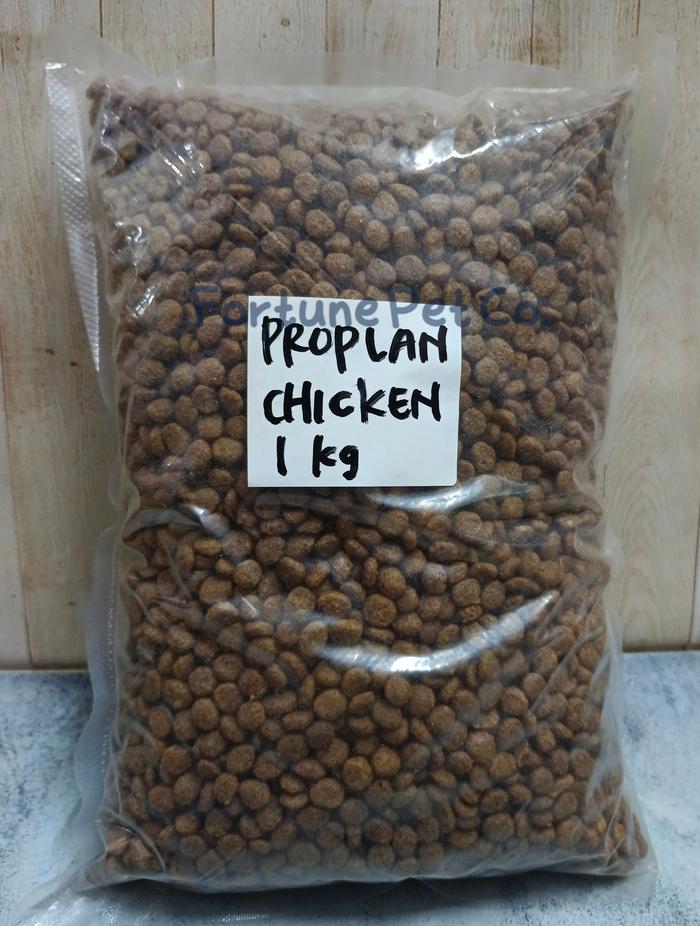 Fortune Pet Co.
PROPLAN
CHICKEN
1 kg